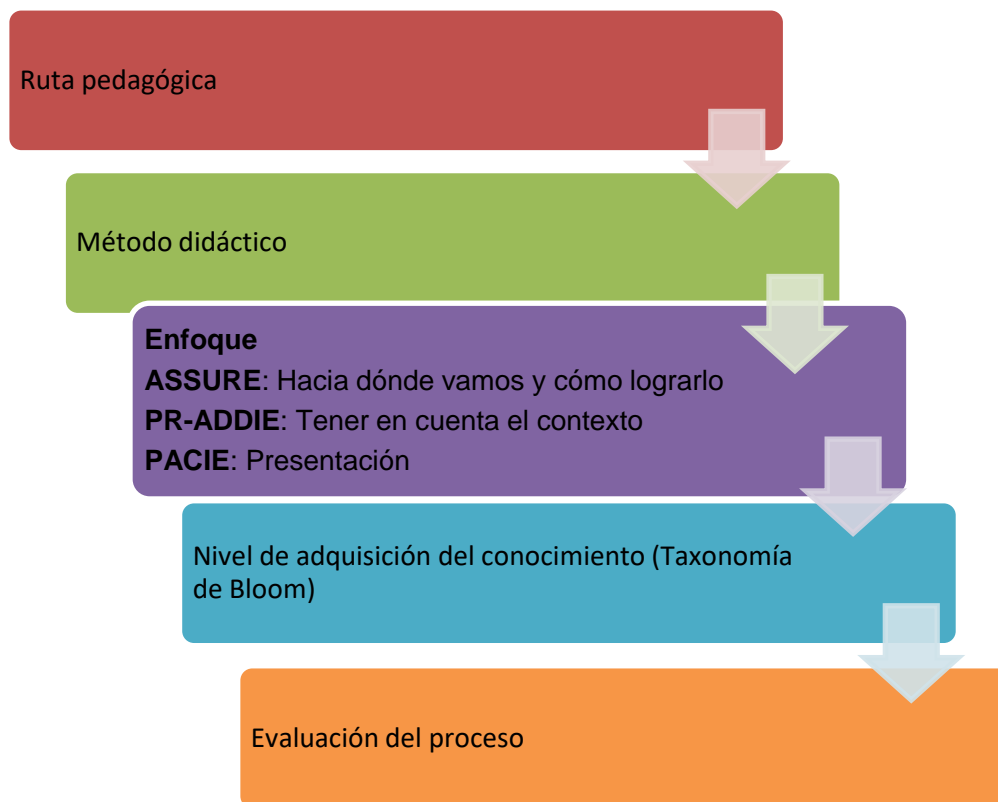 Ruta pedagógica
Método didáctico
Enfoque
ASSURE: Hacia dónde vamos y cómo lograrlo
PR-ADDIE: Tener en cuenta el contexto
PACIE: Presentación
Nivel de adquisición del conocimiento (Taxonomía
de Bloom)
Evaluación del proceso